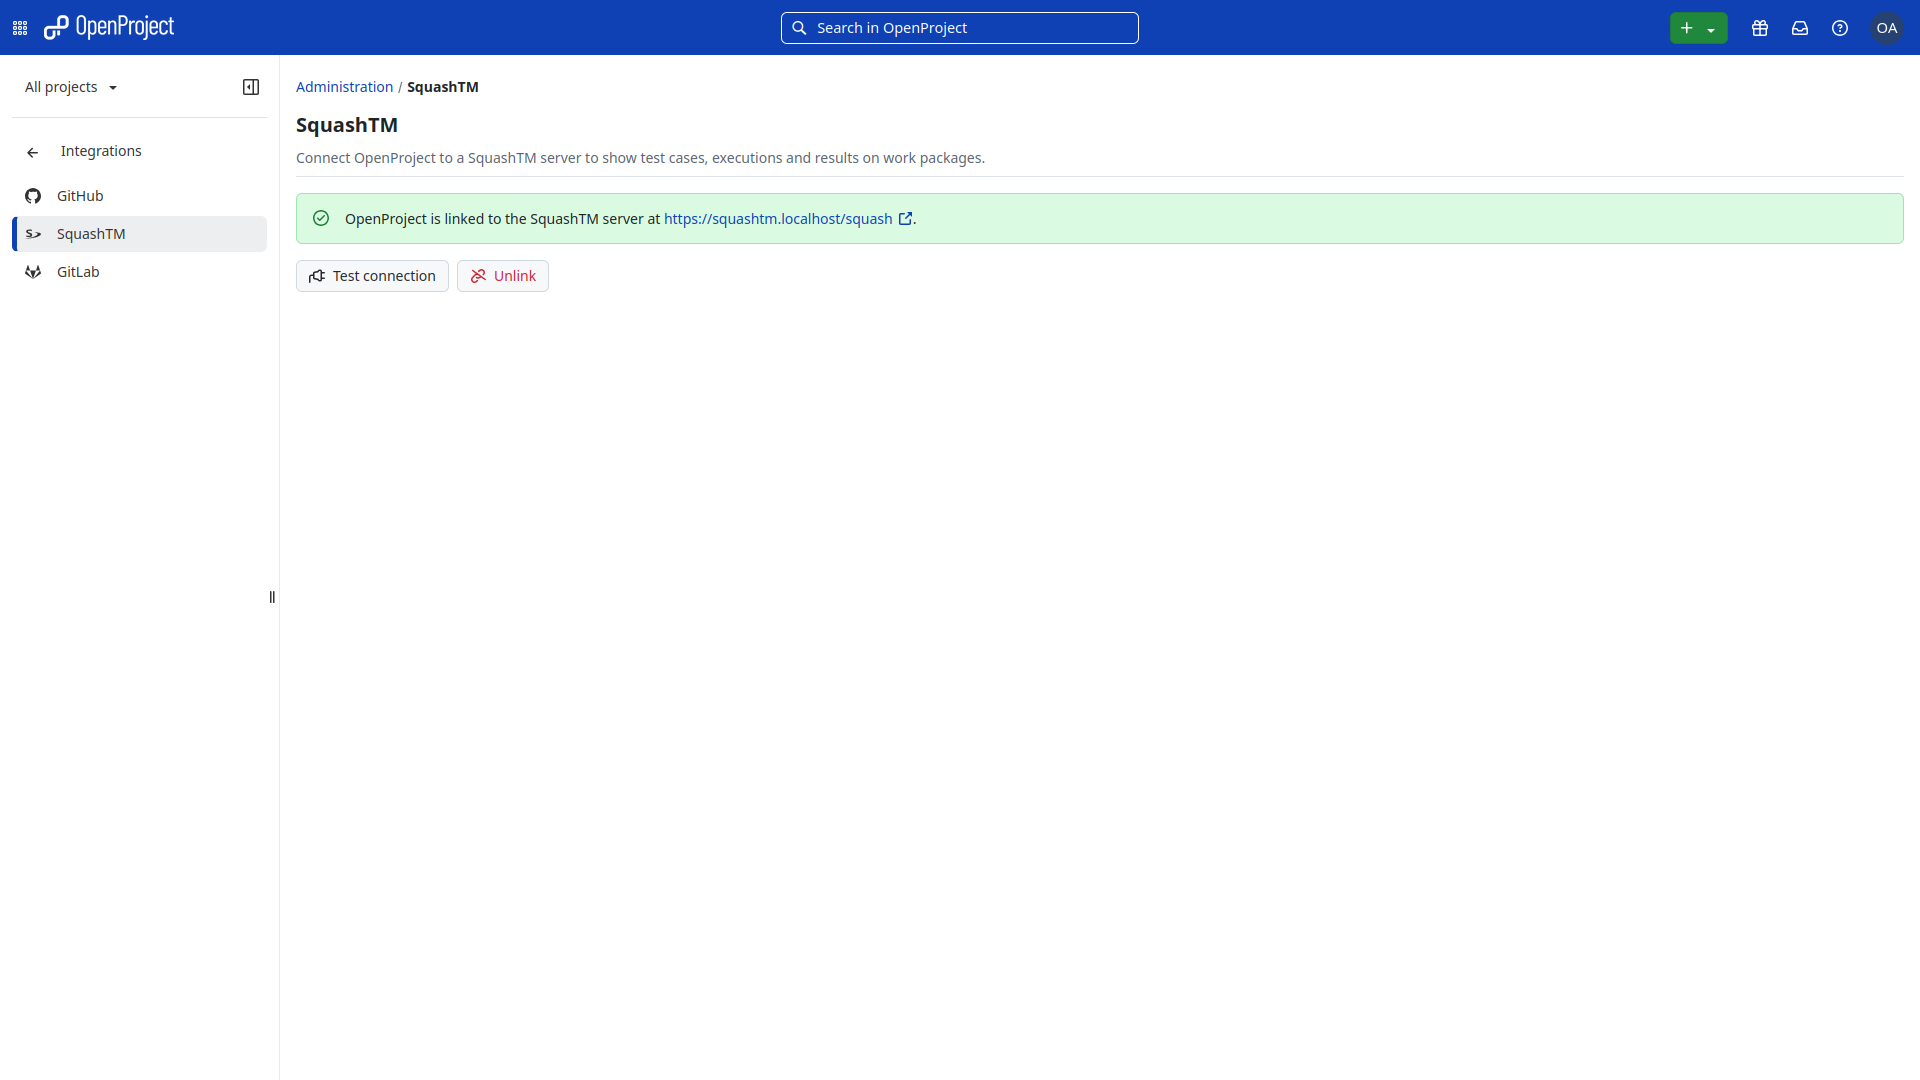 OpenProject
Search in OpenProject
OA
All projects
Administration / SquashTM
SquashTM
Connect OpenProject to a SquashTM server to show test cases, executions and results on work packages.
Integrations
GitHub
SquashTM
GitLab
OpenProject is linked to the SquashTM server at https://squashtm.localhost/squash.
Test connection
Unlink